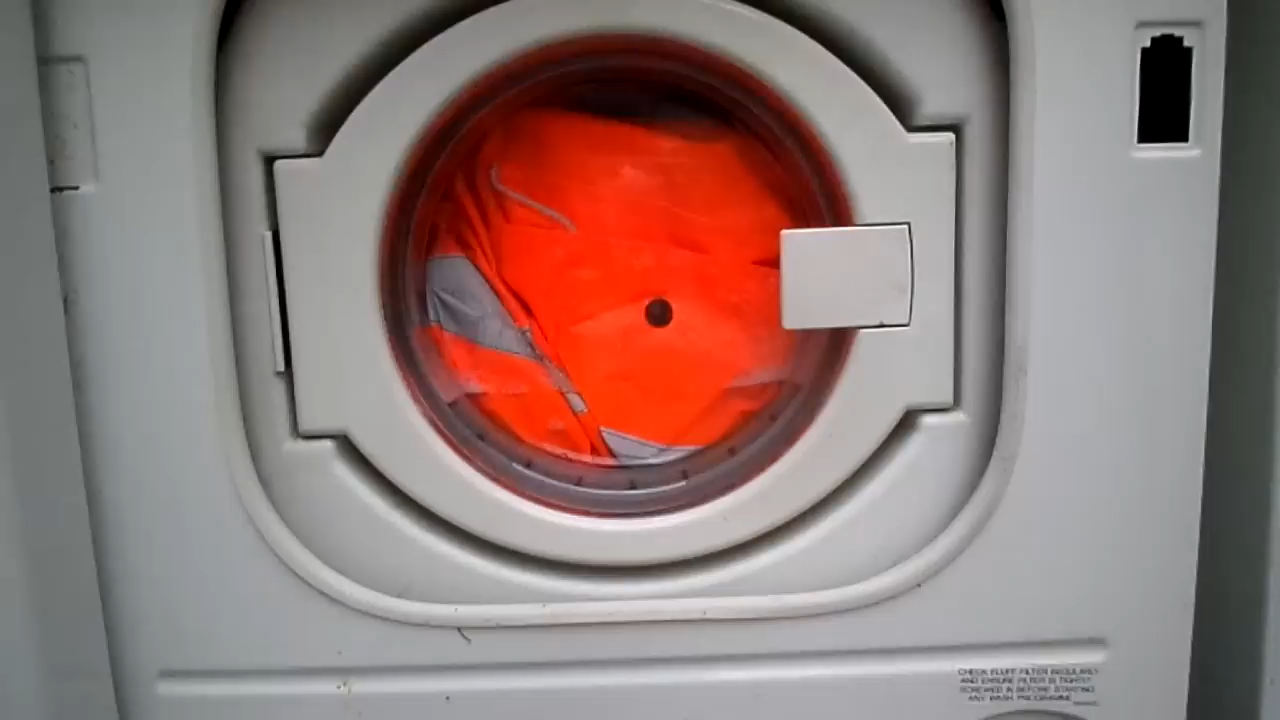 CHECK FLUFF FILTER REGULARLY
AND ENSURE FILTER IS TIGHTLY
SCREWED IN BEFORE STARTING
ANY WASH PROGRAMME